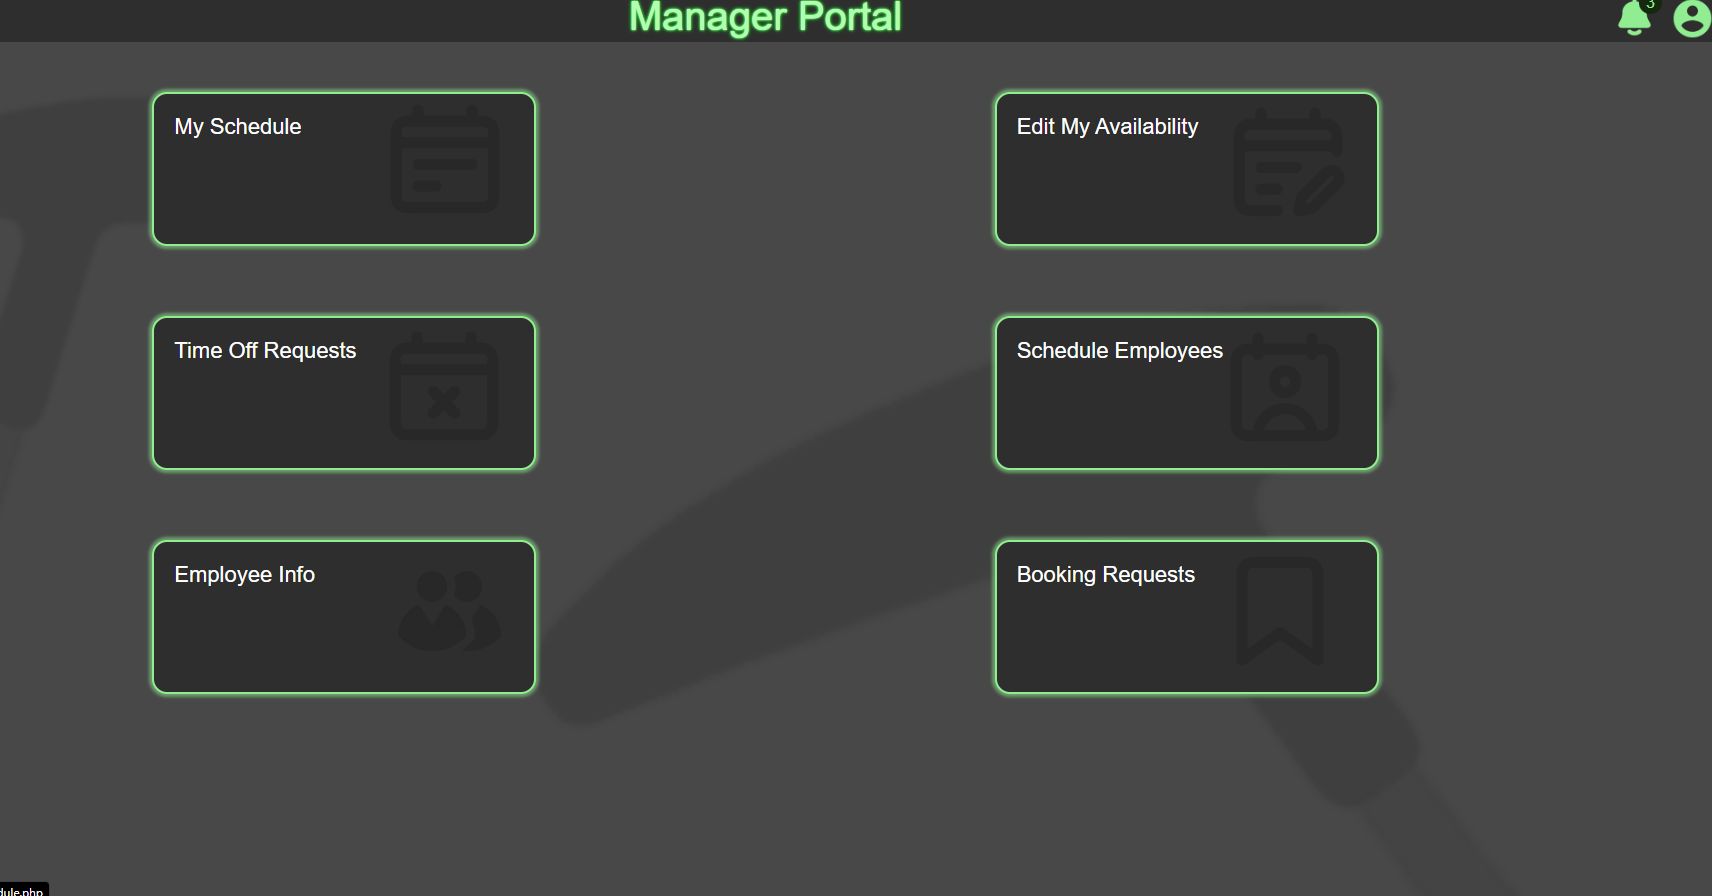 Manager Portal
3
My Schedule
Edit My Availability
Time Off Requests
Schedule Employees
Employee Info
Booking Requests
dule.php